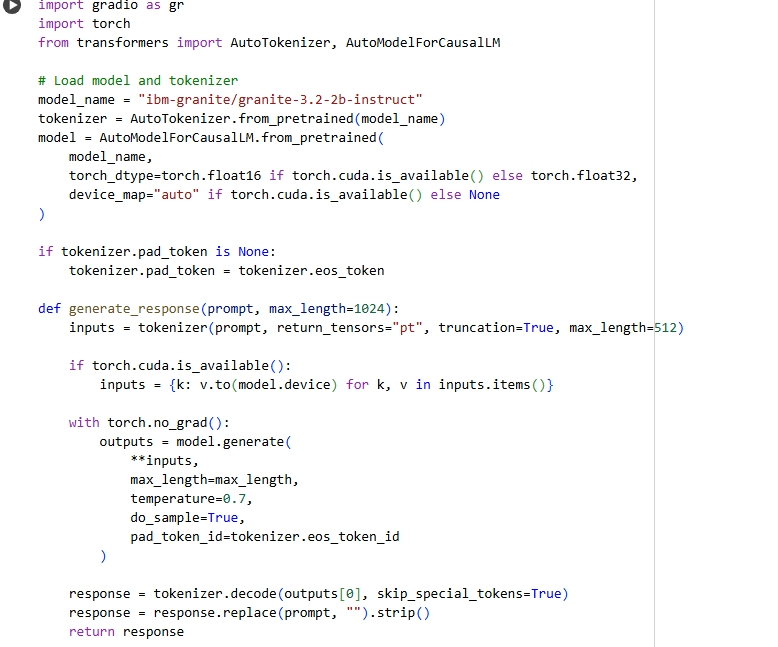 import gradio as gr
import torch
from transformers import AutoTokenizer, AutoModelForCausalLM

# Load model and tokenizer
model_name = "ibm-granite/granite-3.2-2b-instruct"
tokenizer = AutoTokenizer.from_pretrained(model_name)
model = AutoModelForCausalLM.from_pretrained(
    model_name,
    torch_dtype=torch.float16 if torch.cuda.is_available() else torch.float32,
    device_map="auto" if torch.cuda.is_available() else None
)

if tokenizer.pad_token is None:
    tokenizer.pad_token = tokenizer.eos_token

def generate_response(prompt, max_length=1024):
    inputs = tokenizer(prompt, return_tensors="pt", truncation=True, max_length=512)

    if torch.cuda.is_available():
        inputs = {k: v.to(model.device) for k, v in inputs.items()}

    with torch.no_grad():
        outputs = model.generate(
            **inputs,
            max_length=max_length,
            temperature=0.7,
            do_sample=True,
            pad_token_id=tokenizer.eos_token_id
        )

    response = tokenizer.decode(outputs[0], skip_special_tokens=True)
    response = response.replace(prompt, "").strip()
    return response